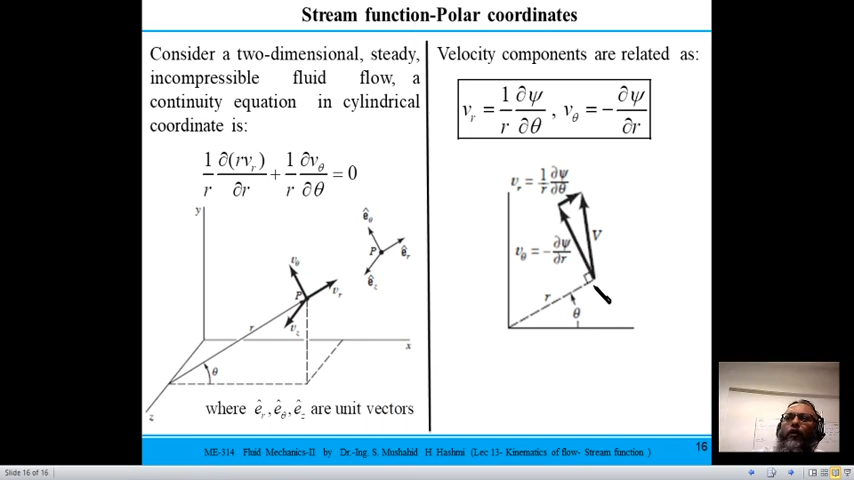 Stream function-Polar coordinates
Consider a two-dimensional, steady,
incompressible fluid flow, a
continuity equation in cylindrical
coordinate is:
1/r ∂(rv_r)/∂r + 1/r ∂v_θ/∂θ = 0
y
ê_θ
P
ê_r
ê_z
v_θ
P
v_r
v_z
r
x
θ
z
where ê_r, ê_θ, ê_z are unit vectors
Velocity components are related as:
v_r = 1/r ∂ψ/∂θ , v_θ = −∂ψ/∂r
v_r = 1/r ∂ψ/∂θ
V
v_θ = −∂ψ/∂r
r
θ
ME-314 Fluid Mechanics-II by Dr.-Ing. S. Mushahid H Hashmi (Lec 13- Kinematics of flow- Stream function )
16
Slide 16 of 16